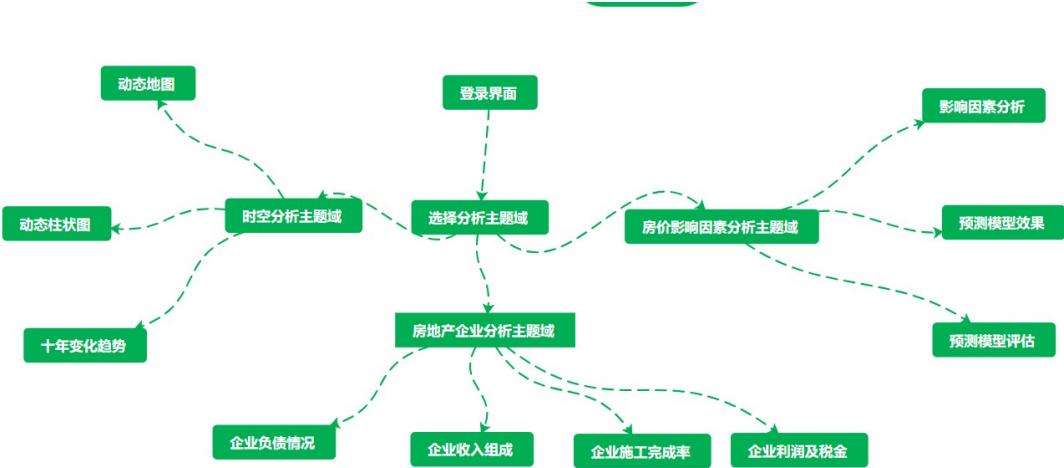 动态地图
登录界面
影响因素分析
动态柱状图
时空分析主题域
选择分析主题域
房价影响因素分析主题域
预测模型效果
十年变化趋势
房地产企业分析主题域
预测模型评估
企业负债情况
企业收入组成
企业施工完成率
企业利润及税金